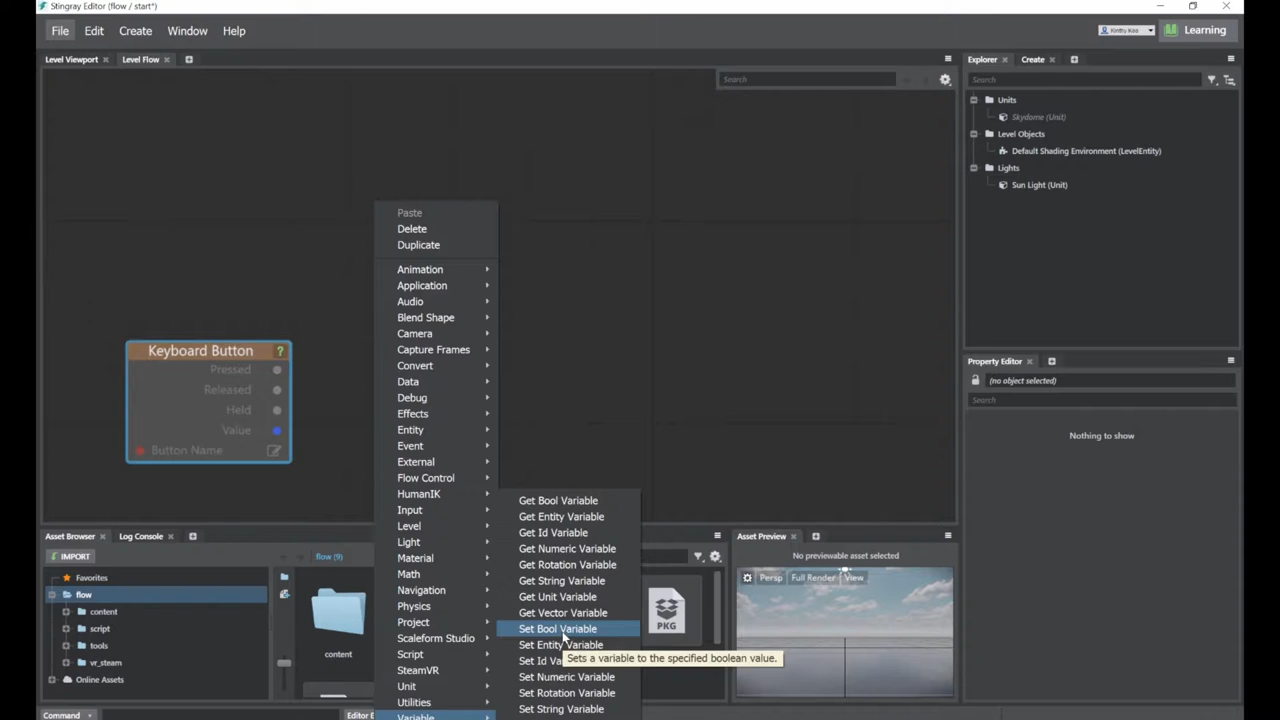 Stingray Editor (flow / start*)
File Edit Create Window Help
Kimty Kee
Learning
Level Viewport Level Flow
Search
Explorer Create
Search
Units
Skydome (Unit)
Level Objects
Default Shading Environment (LevelEntity)
Lights
Sun Light (Unit)
Keyboard Button ?
Pressed
Released
Held
Value
Button Name
Paste
Delete
Duplicate
Animation
Application
Audio
Blend Shape
Camera
Capture Frames
Convert
Data
Debug
Effects
Entity
Event
External
Flow Control
HumanIK
Input
Level
Light
Material
Math
Navigation
Physics
Project
Scaleform Studio
Script
SteamVR
Unit
Utilities
Variable
Get Bool Variable
Get Entity Variable
Get Id Variable
Get Numeric Variable
Get Rotation Variable
Get String Variable
Get Unit Variable
Get Vector Variable
Set Bool Variable
Set Entity Variable
Set Id Va
Set Numeric Variable
Set Rotation Variable
Set String Variable
Sets a variable to the specified boolean value.
Property Editor
(no object selected)
Search
Nothing to show
Asset Browser Log Console
IMPORT
flow (9)
Favorites
flow
content
script
tools
vr_steam
Online Assets
content
PKG
Asset Preview
No previewable asset selected
Persp Full Render View
Command
Editor E